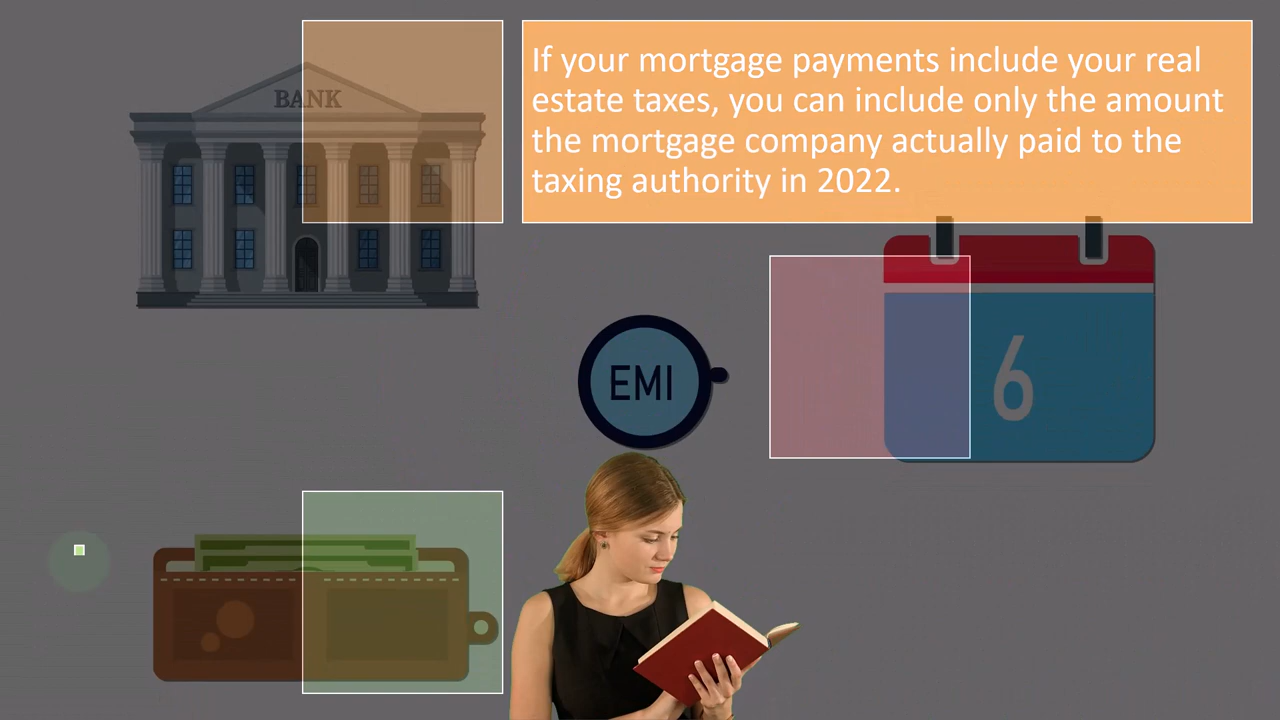 BANK
If your mortgage payments include your real
estate taxes, you can include only the amount
the mortgage company actually paid to the
taxing authority in 2022.
EMI
6